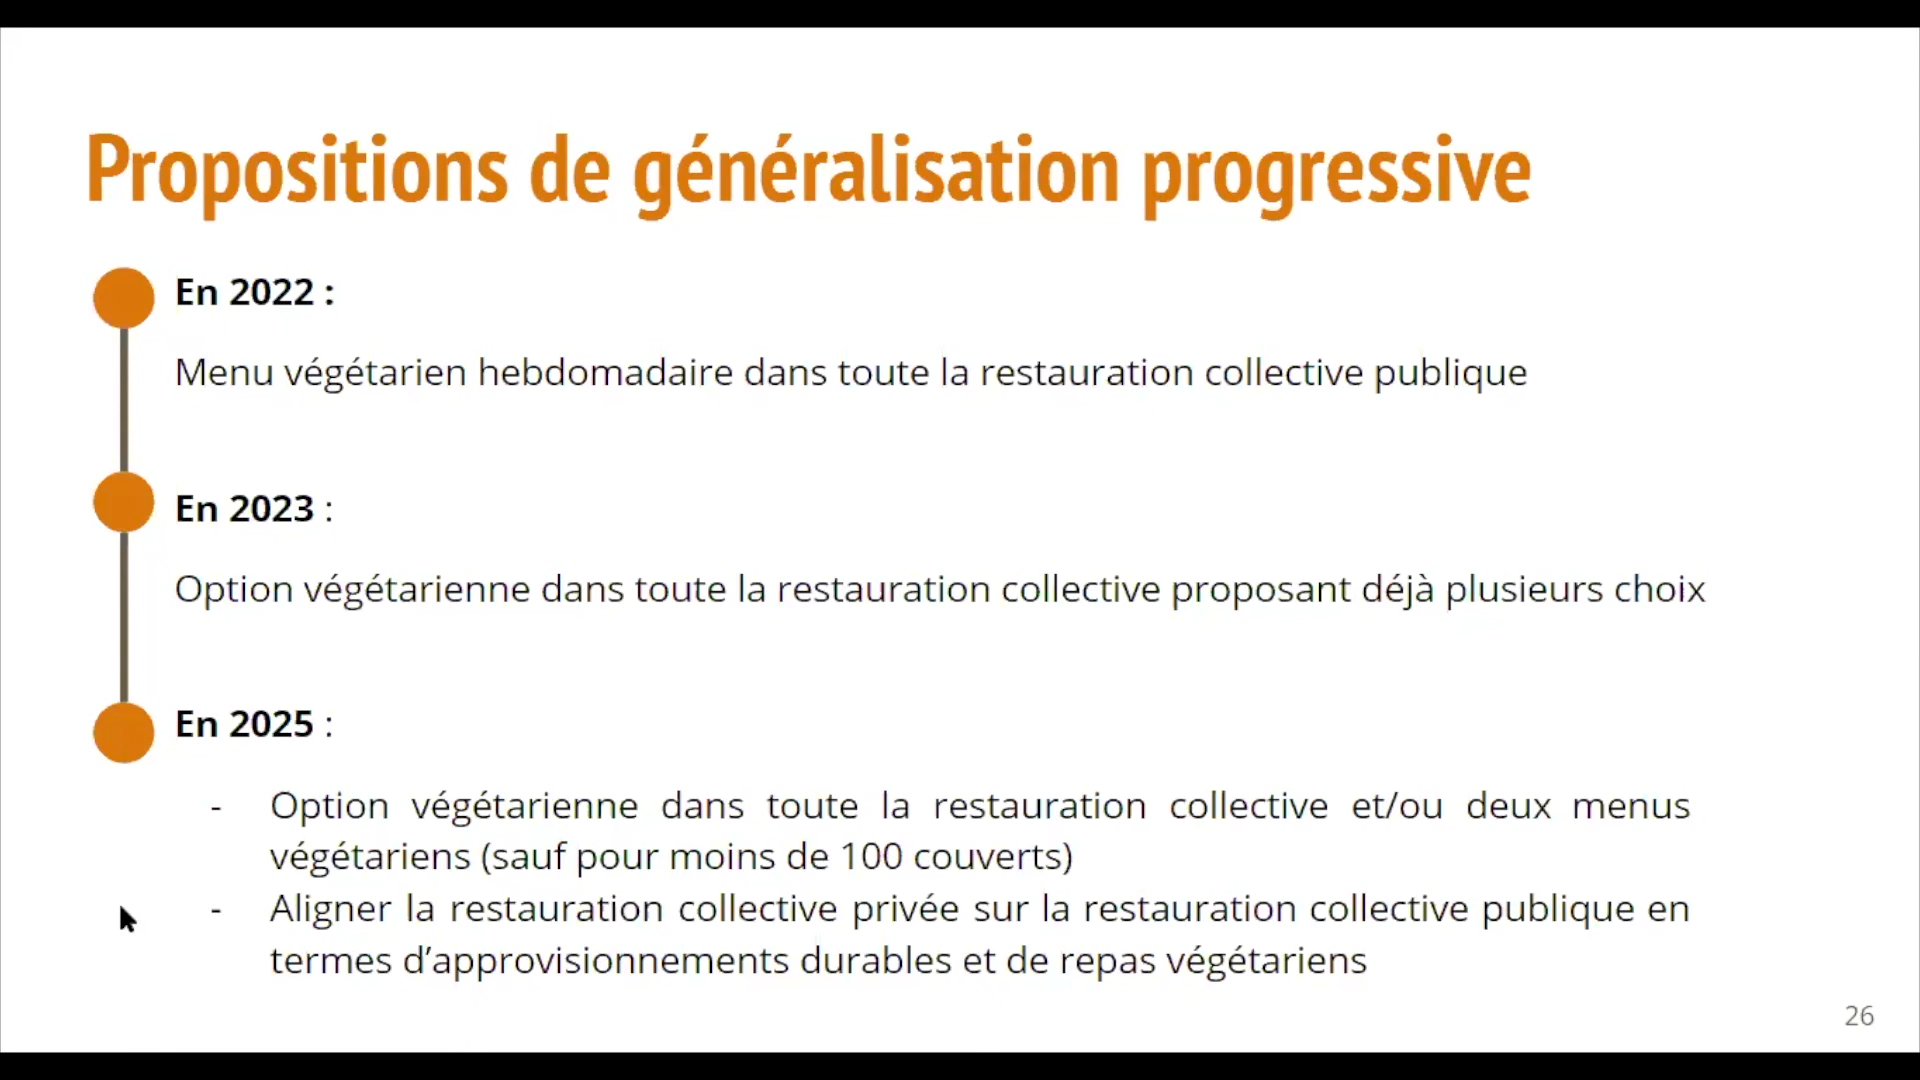 Propositions de généralisation progressive
En 2022 :
Menu végétarien hebdomadaire dans toute la restauration collective publique
En 2023 :
Option végétarienne dans toute la restauration collective proposant déjà plusieurs choix
En 2025 :
- Option végétarienne dans toute la restauration collective et/ou deux menus
végétariens (sauf pour moins de 100 couverts)
- Aligner la restauration collective privée sur la restauration collective publique en
termes d’approvisionnements durables et de repas végétariens
26